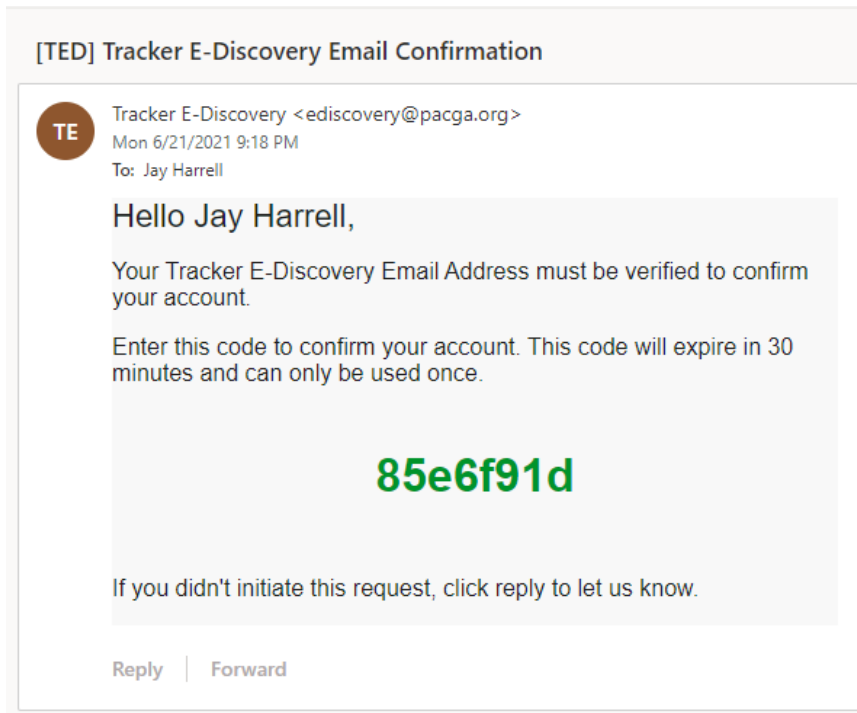 [TED] Tracker E-Discovery Email Confirmation
TE
Tracker E-Discovery <ediscovery@pacga.org>
Mon 6/21/2021 9:18 PM
To: Jay Harrell
Hello Jay Harrell,
Your Tracker E-Discovery Email Address must be verified to confirm
your account.
Enter this code to confirm your account. This code will expire in 30
minutes and can only be used once.
85e6f91d
If you didn't initiate this request, click reply to let us know.
Reply | Forward